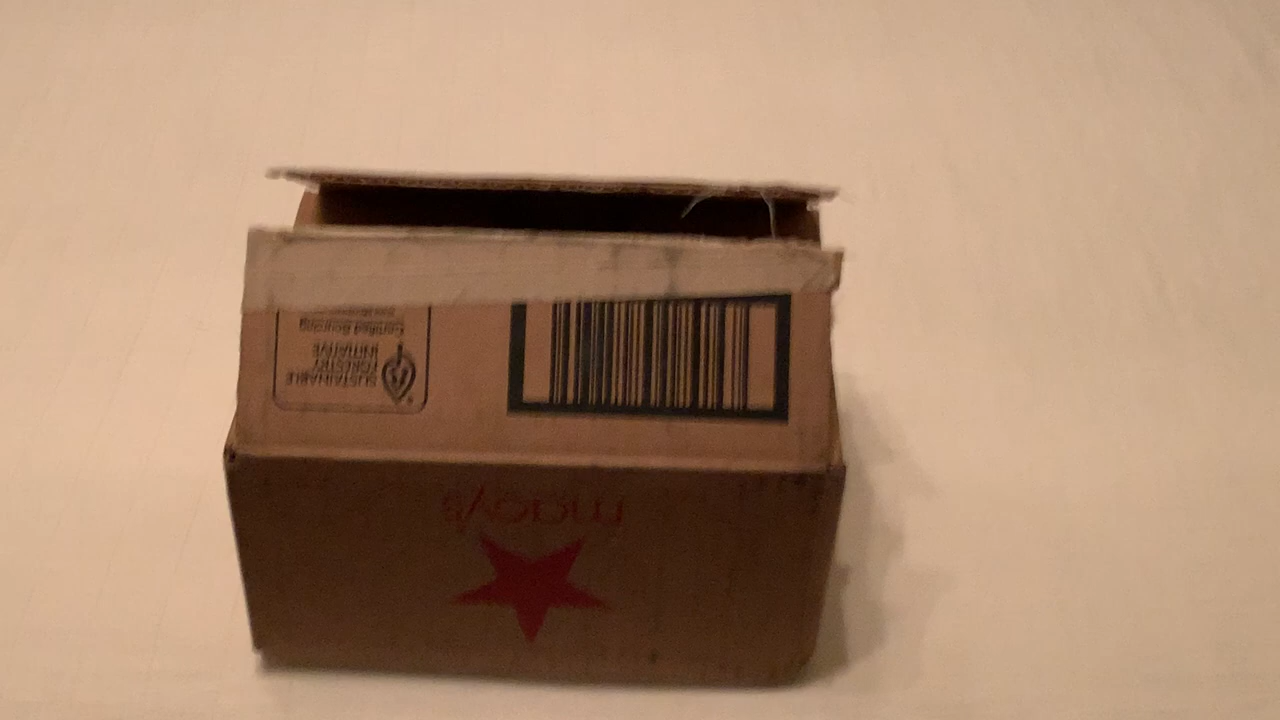 macy's
SUSTAINABLE
FORESTRY
INITIATIVE
Certified Sourcing